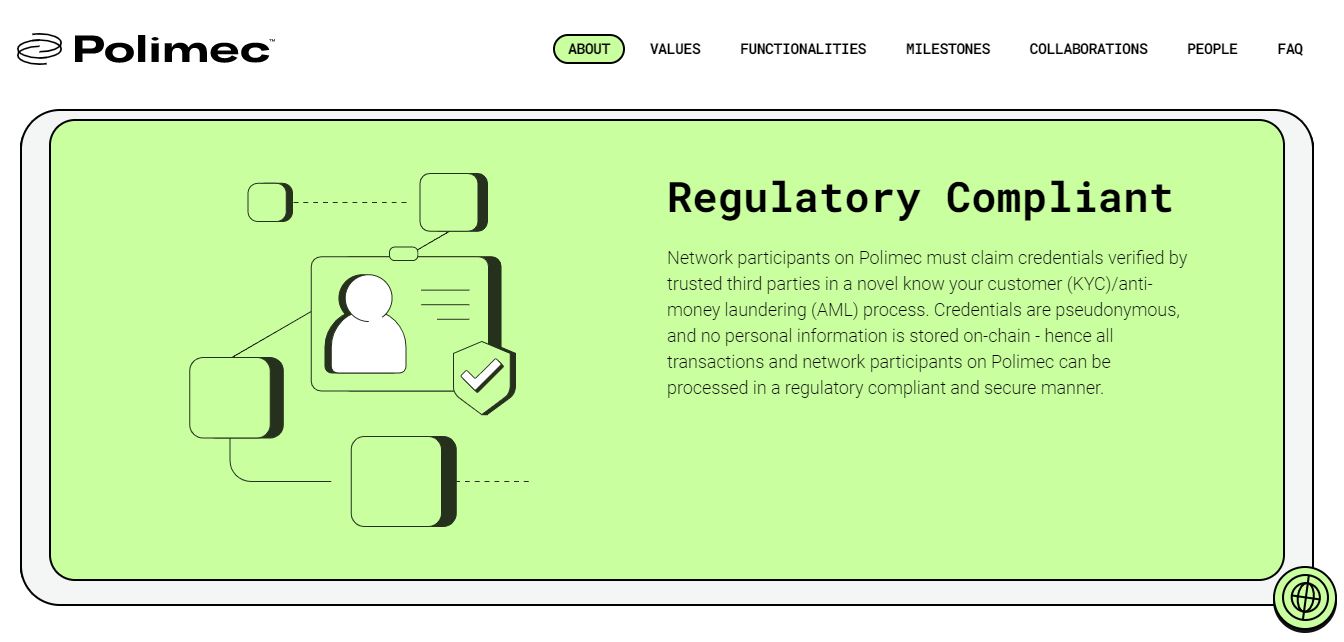 Polimec™
ABOUT VALUES FUNCTIONALITIES MILESTONES COLLABORATIONS PEOPLE FAQ
Regulatory Compliant
Network participants on Polimec must claim credentials verified by
trusted third parties in a novel know your customer (KYC)/anti-
money laundering (AML) process. Credentials are pseudonymous,
and no personal information is stored on-chain - hence all
transactions and network participants on Polimec can be
processed in a regulatory compliant and secure manner.